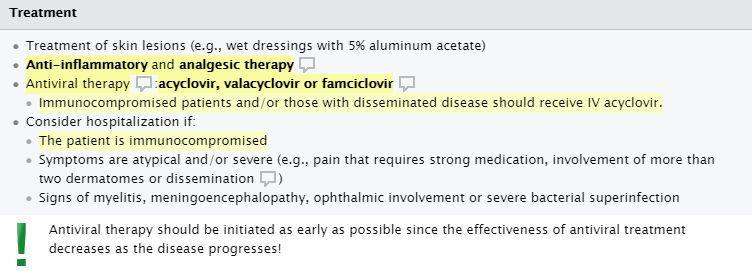 Treatment
Treatment of skin lesions (e.g., wet dressings with 5% aluminum acetate)
Anti-inflammatory and analgesic therapy
Antiviral therapy :acyclovir, valacyclovir or famciclovir
Immunocompromised patients and/or those with disseminated disease should receive IV acyclovir.
Consider hospitalization if:
The patient is immunocompromised
Symptoms are atypical and/or severe (e.g., pain that requires strong medication, involvement of more than
two dermatomes or dissemination )
Signs of myelitis, meningoencephalopathy, ophthalmic involvement or severe bacterial superinfection
! Antiviral therapy should be initiated as early as possible since the effectiveness of antiviral treatment
decreases as the disease progresses!